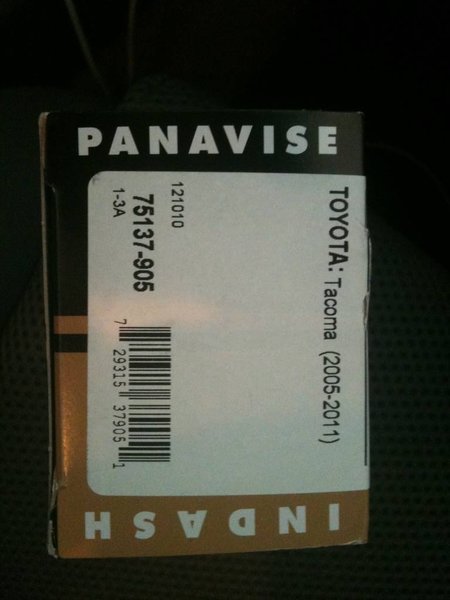 PANAVISE
TOYOTA: Tacoma (2005-2011)
121010
75137-905
1-3A
7 29315 37905 1
INDASH